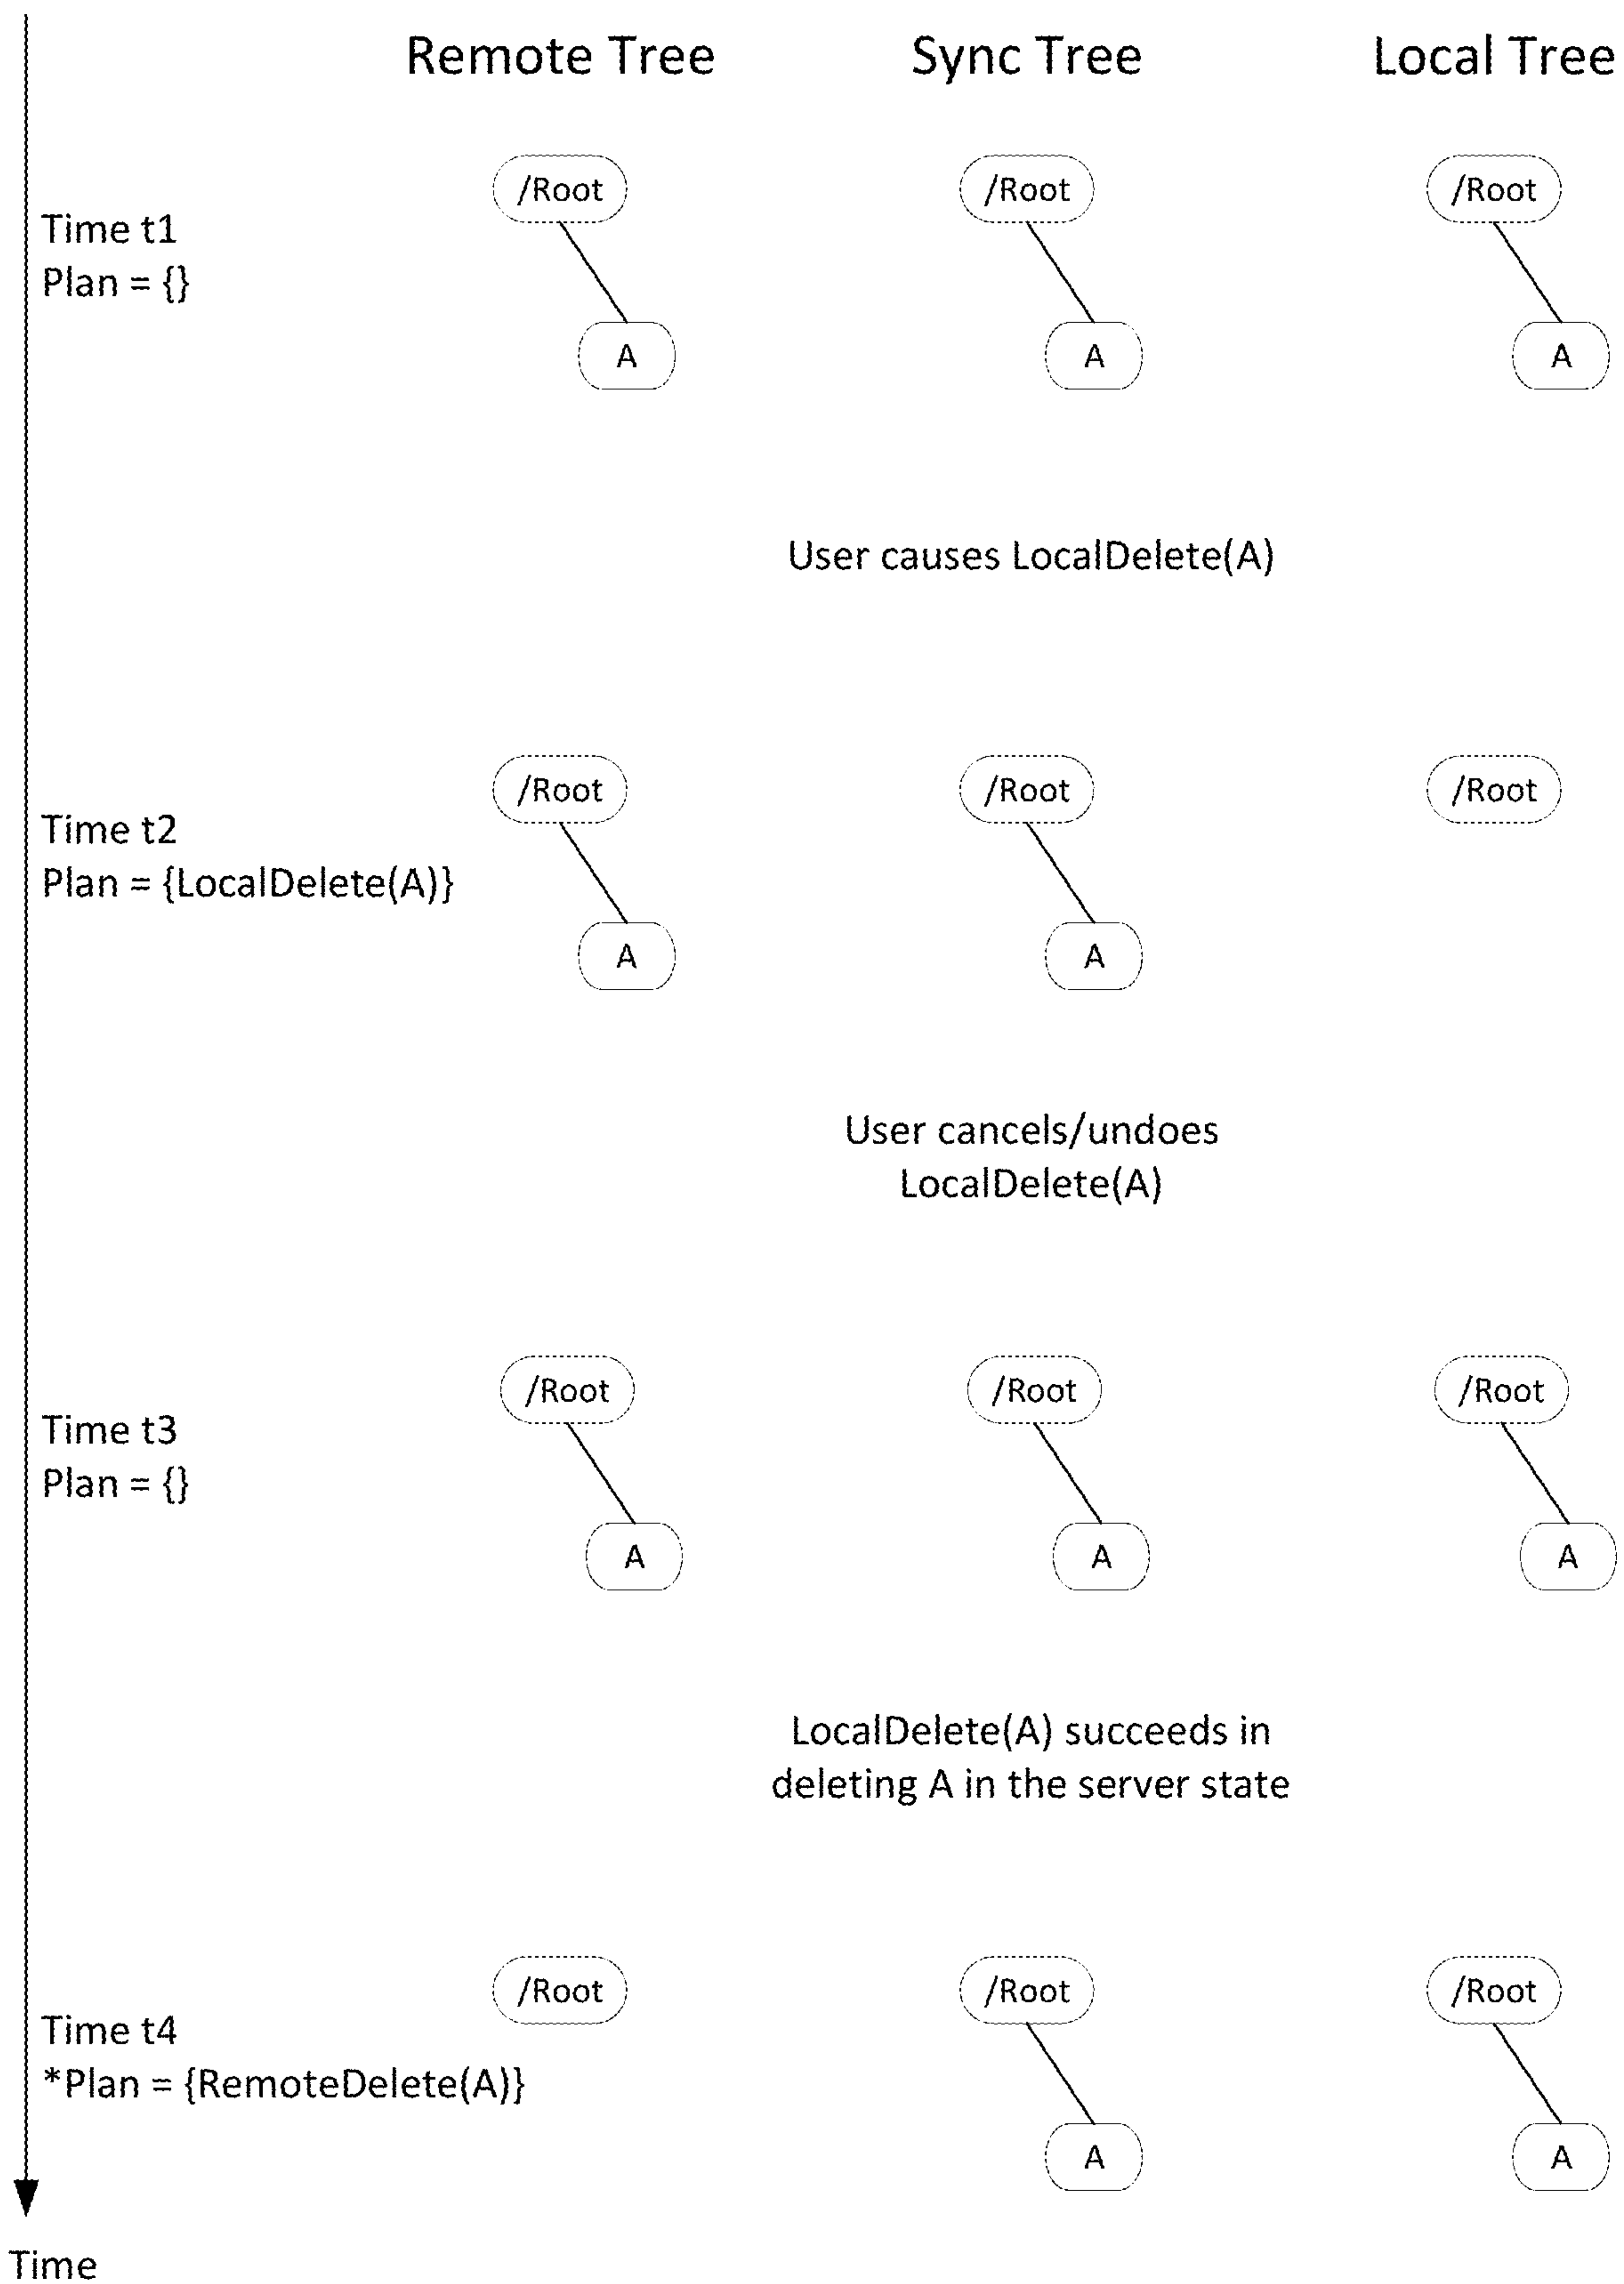 Remote Tree
Sync Tree
Local Tree
/Root
/Root
/Root
Time t1
Plan = {}
A
A
A
User causes LocalDelete(A)
/Root
/Root
/Root
Time t2
Plan = {LocalDelete(A)}
A
A
User cancels/undoes
LocalDelete(A)
/Root
/Root
/Root
Time t3
Plan = {}
A
A
A
LocalDelete(A) succeeds in
deleting A in the server state
/Root
/Root
/Root
Time t4
*Plan = {RemoteDelete(A)}
A
A
Time